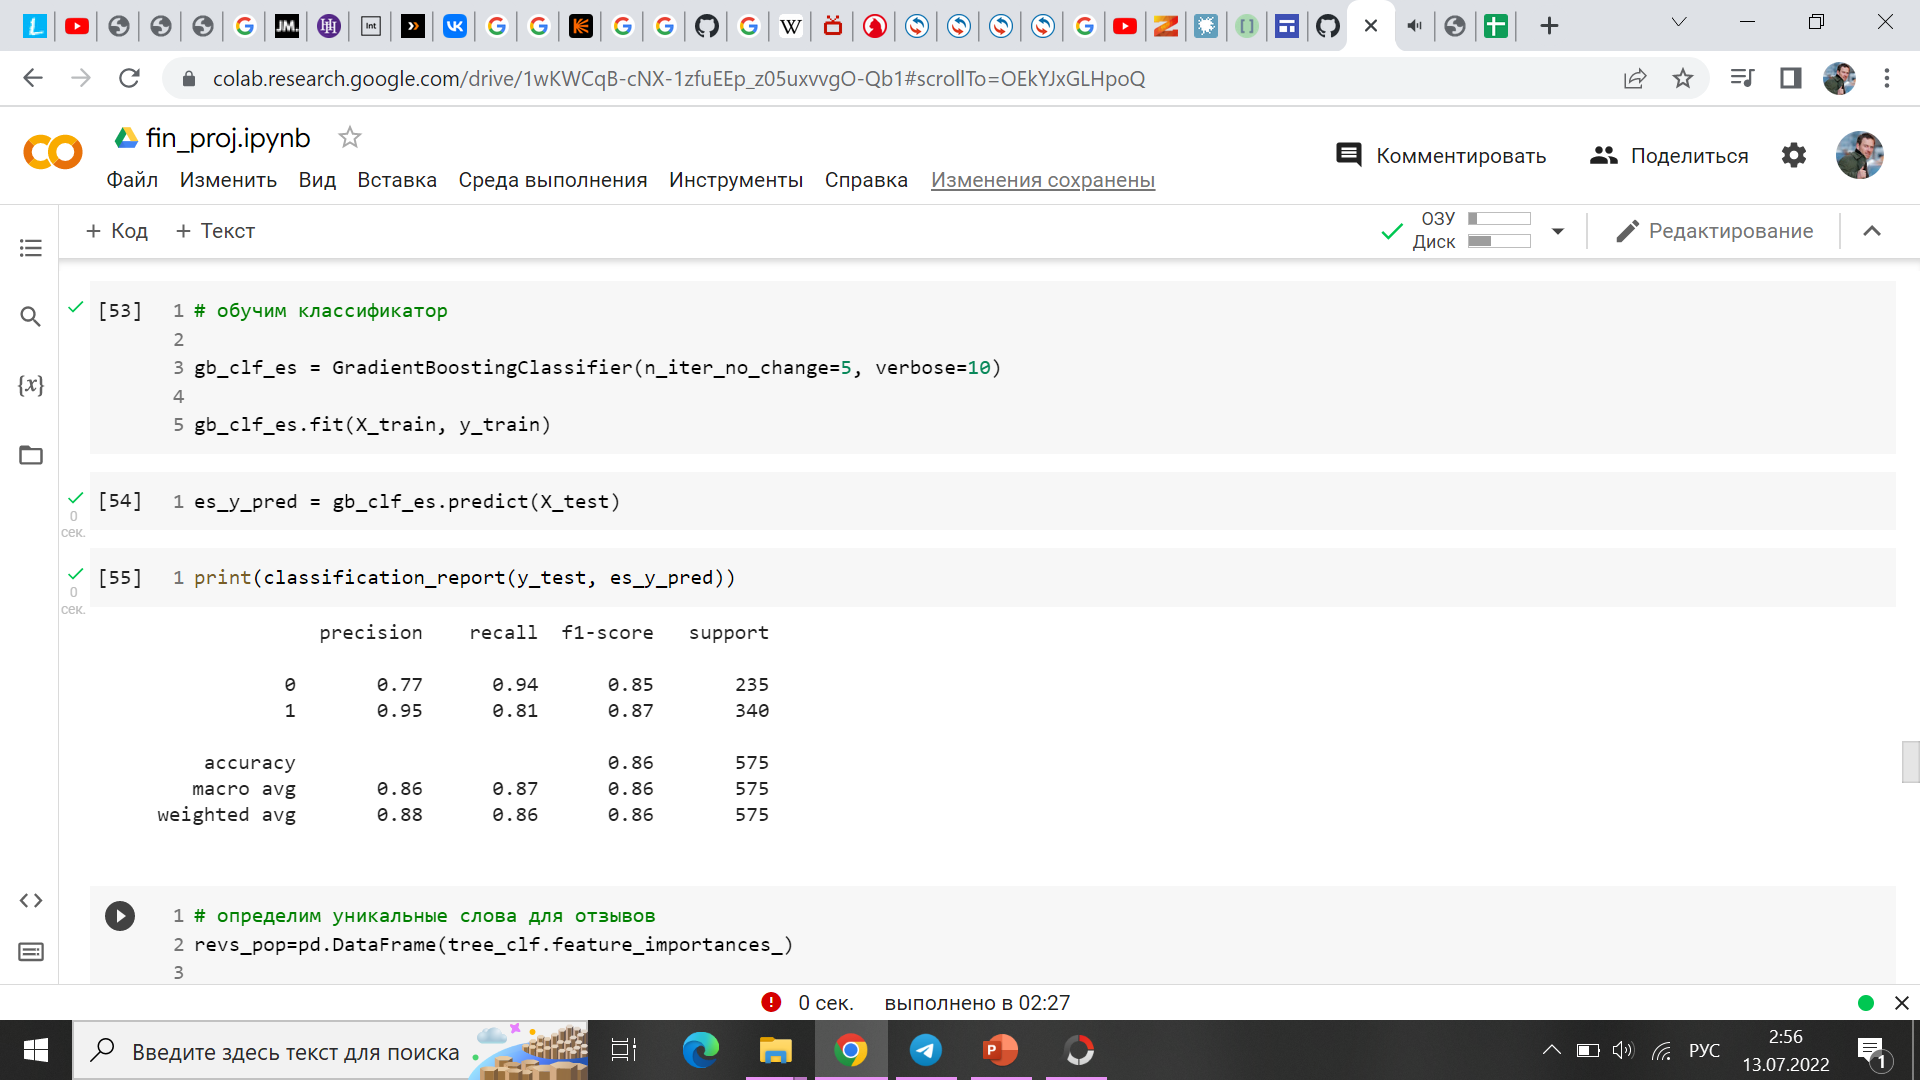 colab.research.google.com/drive/1wKWCqB-cNX-1zfuEEp_z05uxvvgO-Qb1#scrollTo=OEkYJxGLHpoQ
fin_proj.ipynb
Комментировать Поделиться
Файл Изменить Вид Вставка Среда выполнения Инструменты Справка Изменения сохранены
+ Код + Текст
ОЗУ
Диск
Редактирование
[53]
1 # обучим классификатор
2
3 gb_clf_es = GradientBoostingClassifier(n_iter_no_change=5, verbose=10)
4
5 gb_clf_es.fit(X_train, y_train)
[54] 1 es_y_pred = gb_clf_es.predict(X_test)
0
сек.
[55] 1 print(classification_report(y_test, es_y_pred))
0
сек.
precision recall f1-score support
0 0.77 0.94 0.85 235
1 0.95 0.81 0.87 340
accuracy 0.86 575
macro avg 0.86 0.87 0.86 575
weighted avg 0.88 0.86 0.86 575
1 # определим уникальные слова для отзывов
2 revs_pop=pd.DataFrame(tree_clf.feature_importances_)
3
0 сек. выполнено в 02:27
Введите здесь текст для поиска
РУС
2:56
13.07.2022
1